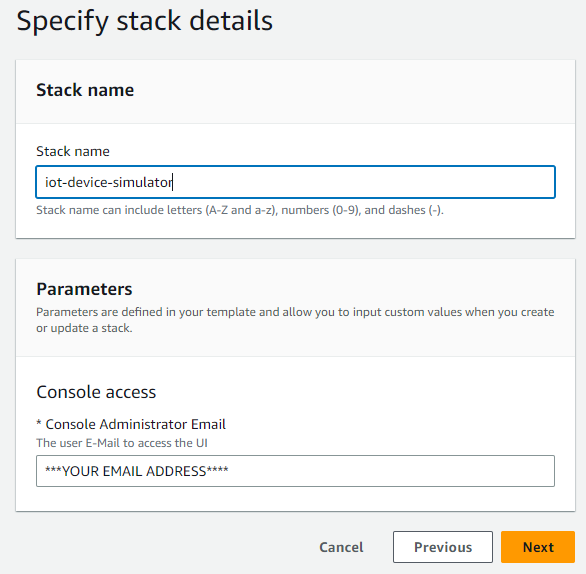 Specify stack details
Stack name
Stack name
iot-device-simulator
Stack name can include letters (A-Z and a-z), numbers (0-9), and dashes (-).
Parameters
Parameters are defined in your template and allow you to input custom values when you create
or update a stack.
Console access
* Console Administrator Email
The user E-Mail to access the UI
***YOUR EMAIL ADDRESS****
Cancel Previous Next